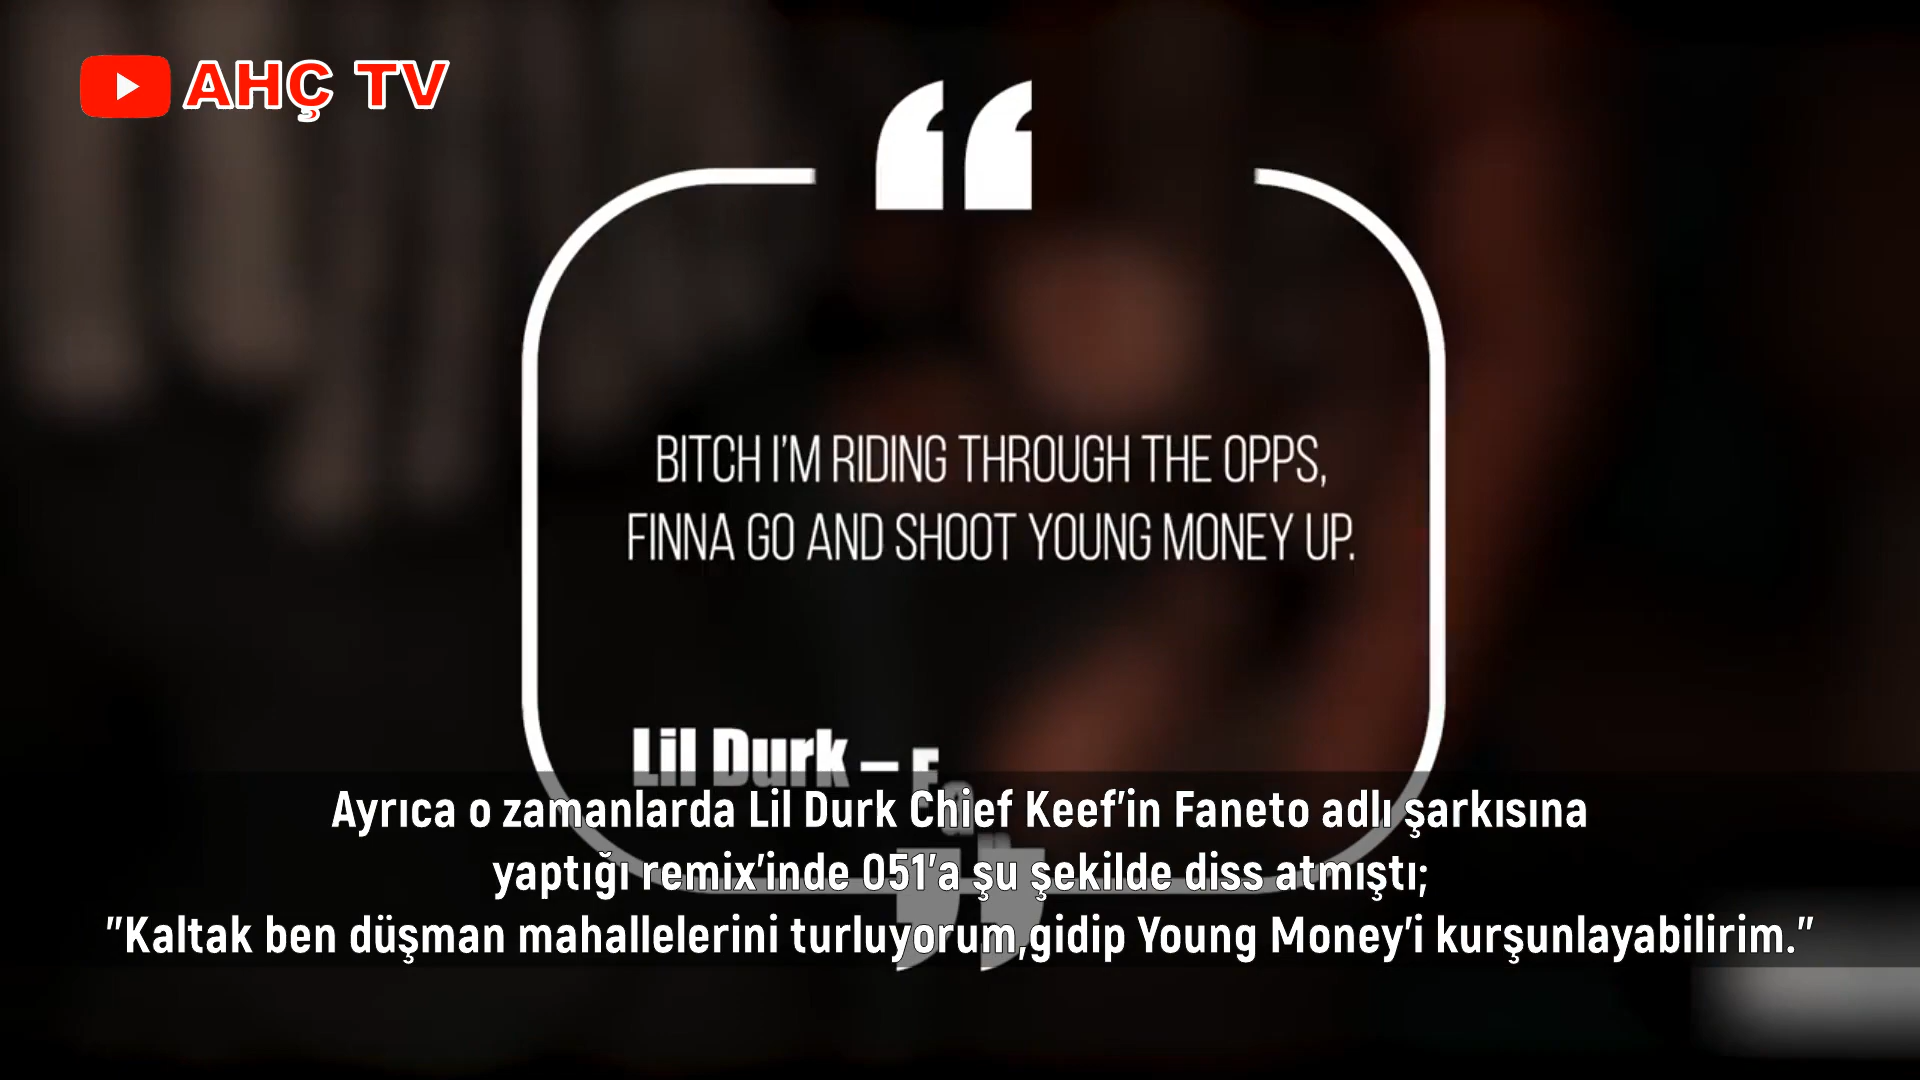 AHÇ TV
BITCH I'M RIDING THROUGH THE OPPS,
FINNA GO AND SHOOT YOUNG MONEY UP.
Lil Durk – Fan
Ayrıca o zamanlarda Lil Durk Chief Keef'in Faneto adlı şarkısına
yaptığı remix'inde 051'a şu şekilde diss atmıştı;
"Kaltak ben düşman mahallelerini turluyorum,gidip Young Money'i kurşunlayabilirim."